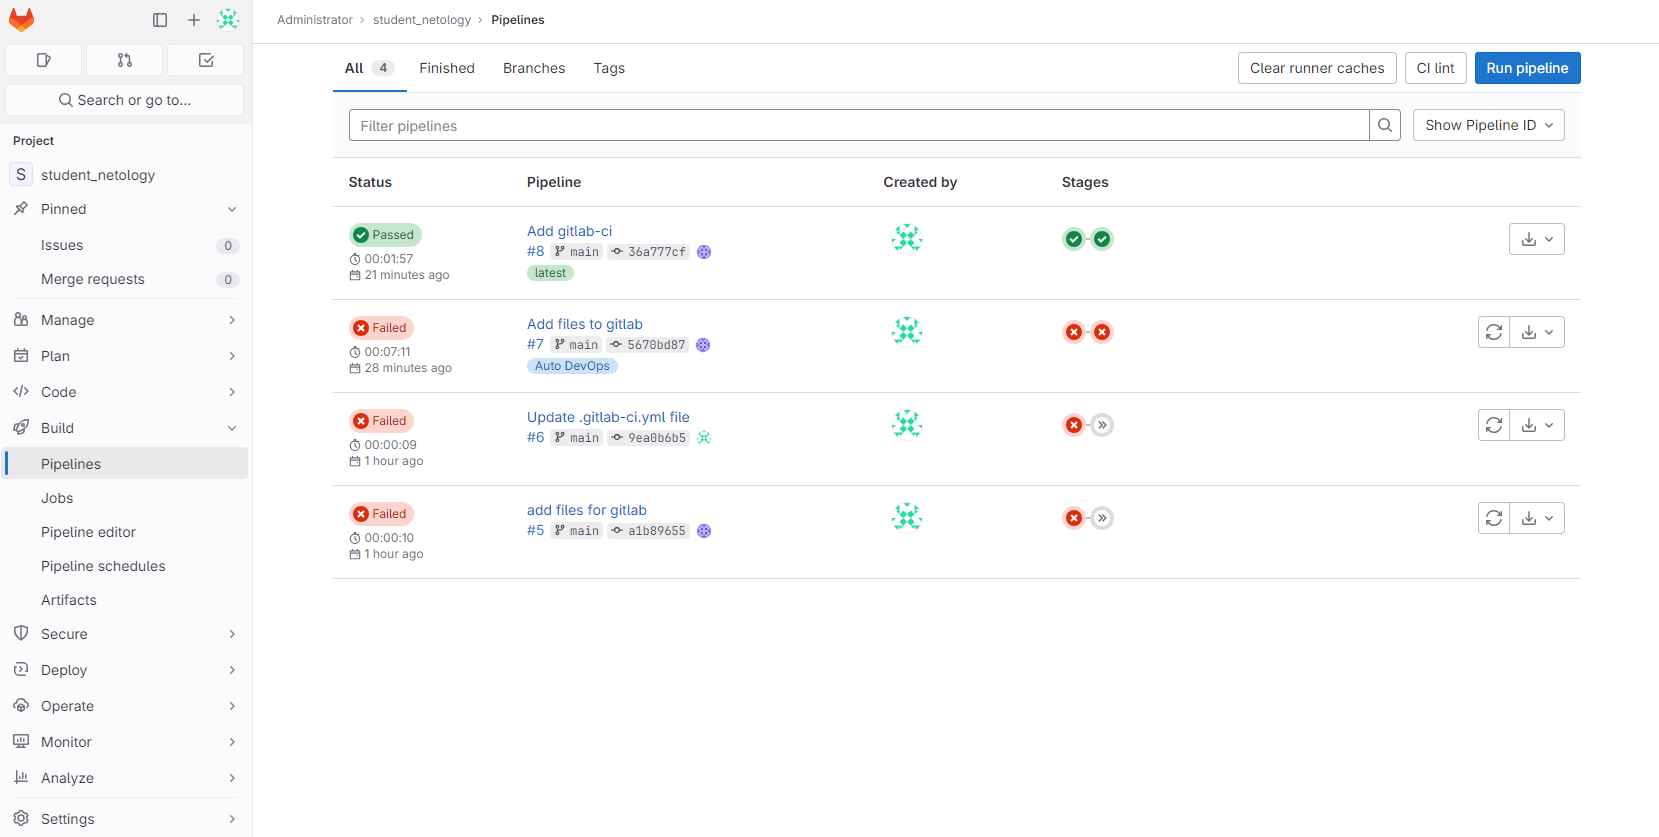 Administrator › student_netology › Pipelines
Search or go to...
Project
S student_netology
Pinned
Issues 0
Merge requests 0
Manage
Plan
Code
Build
Pipelines
Jobs
Pipeline editor
Pipeline schedules
Artifacts
Secure
Deploy
Operate
Monitor
Analyze
Settings
All 4 Finished Branches Tags
Clear runner caches CI lint Run pipeline
Filter pipelines Show Pipeline ID
Status Pipeline Created by Stages
Passed Add gitlab-ci
#8 main 36a777cf
00:01:57
21 minutes ago latest
Failed Add files to gitlab
#7 main 5670bd87
00:07:11
28 minutes ago Auto DevOps
Failed Update .gitlab-ci.yml file
#6 main 9ea0b6b5
00:00:09
1 hour ago
Failed add files for gitlab
#5 main a1b89655
00:00:10
1 hour ago